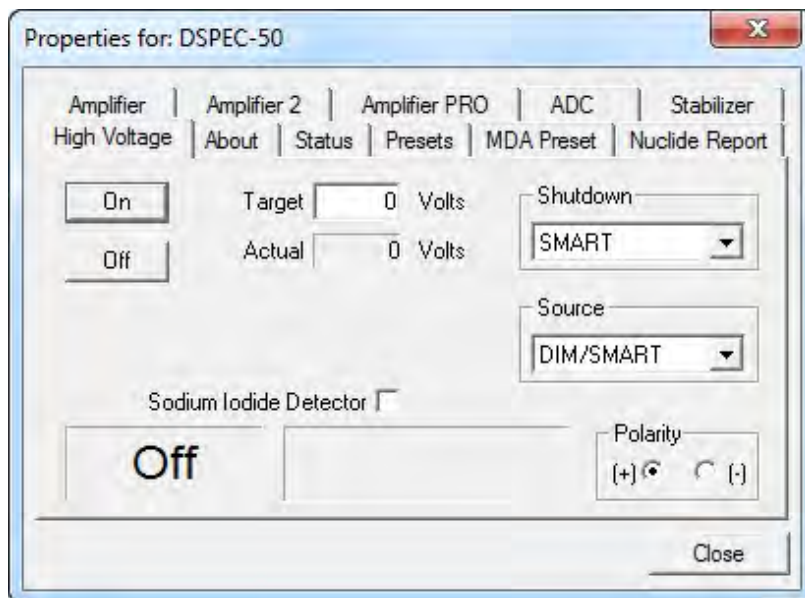 Properties for: DSPEC-50
Amplifier Amplifier 2 Amplifier PRO ADC Stabilizer
High Voltage About Status Presets MDA Preset Nuclide Report
On Target 0 Volts Shutdown
Off Actual 0 Volts SMART
Source
DIM/SMART
Sodium Iodide Detector
Off Polarity
(+) (-)
Close